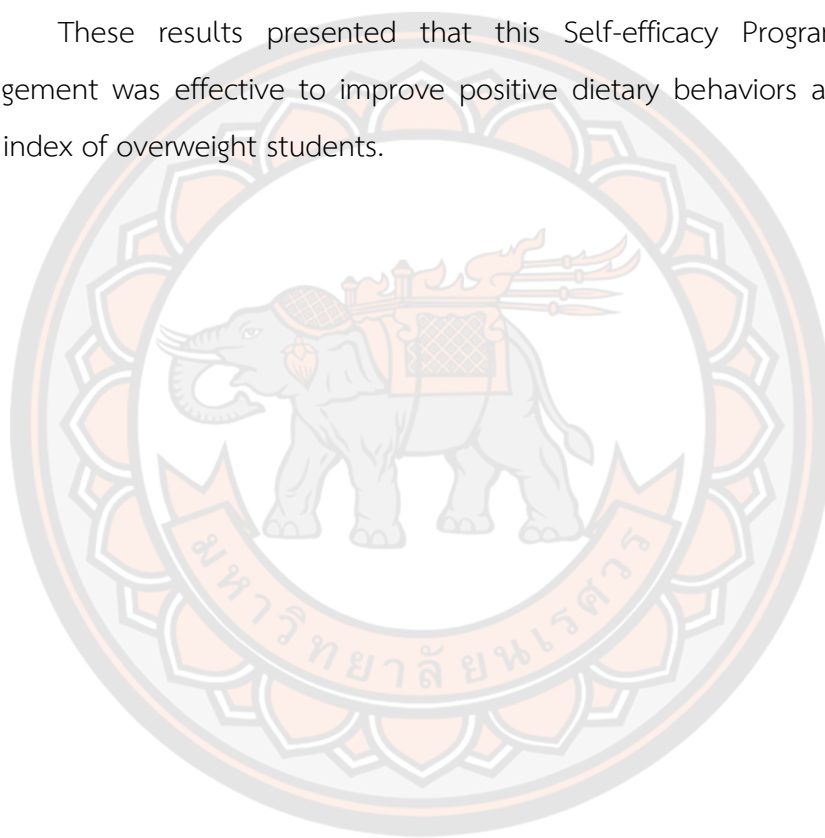 These results presented that this Self-efficacy Program
gement was effective to improve positive dietary behaviors a
index of overweight students.
มหาวิทยาลัยนเรศวร